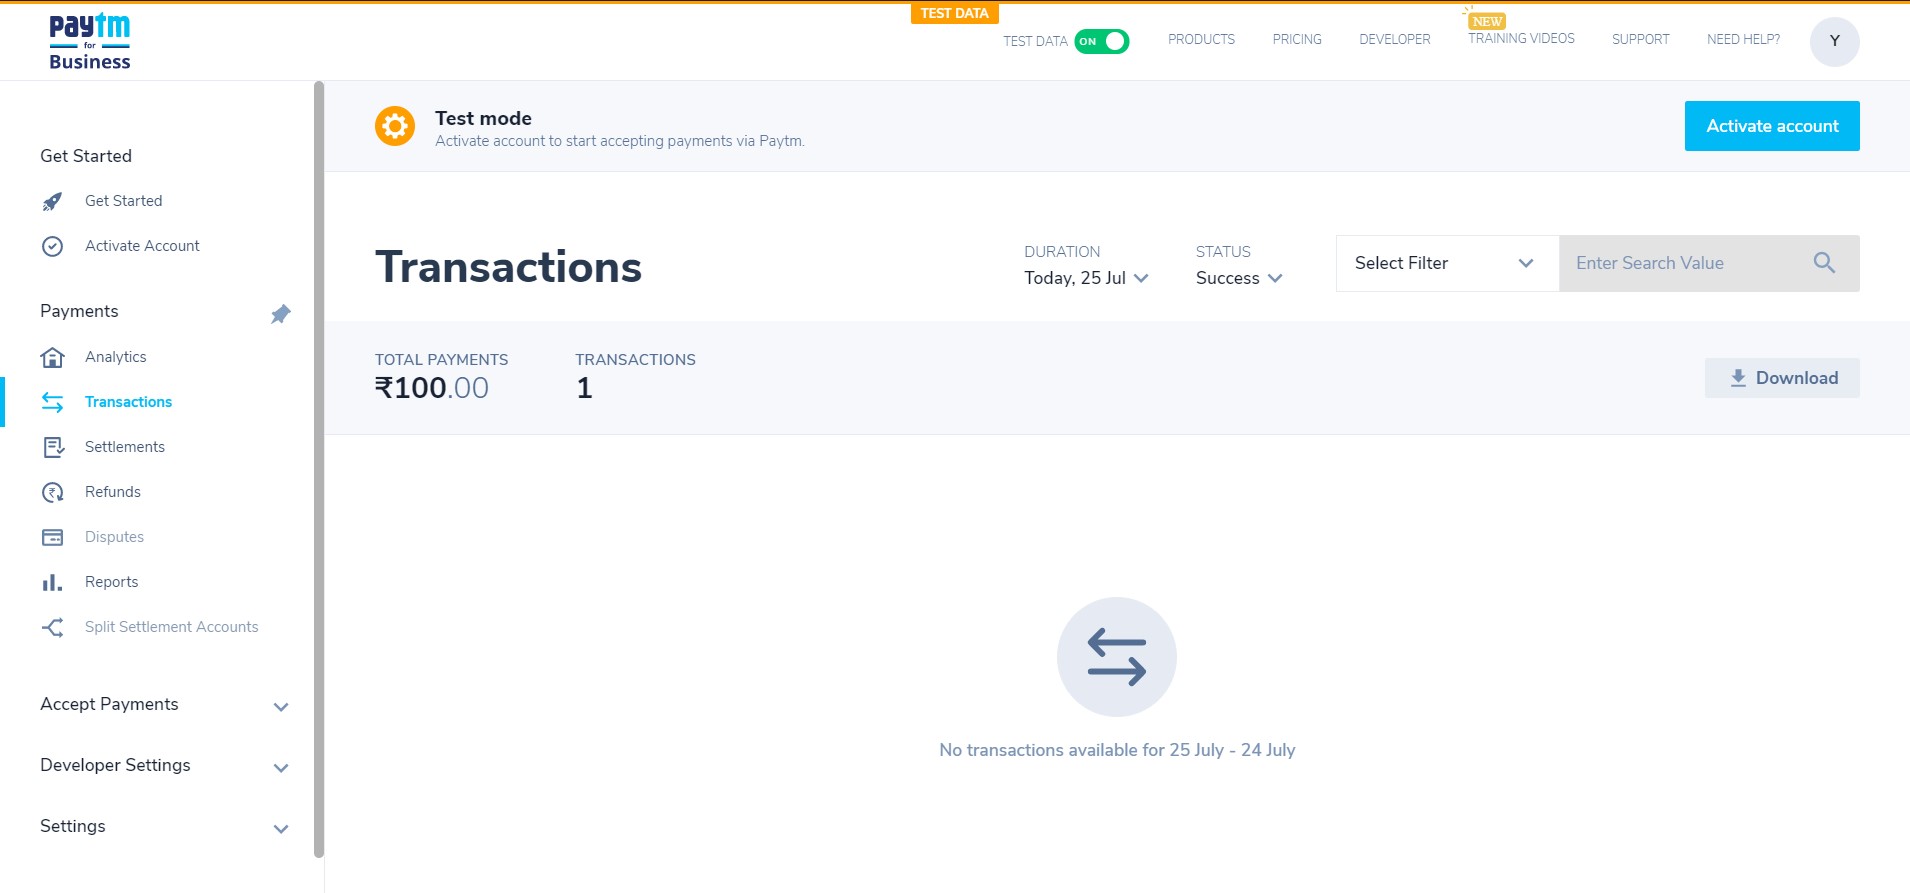 TEST DATA
paytm
for
Business
TEST DATA ON
PRODUCTS
PRICING
DEVELOPER
NEW
TRAINING VIDEOS
SUPPORT
NEED HELP?
Y
Get Started
Get Started
Activate Account
Payments
Analytics
Transactions
Settlements
Refunds
Disputes
Reports
Split Settlement Accounts
Accept Payments
Developer Settings
Settings
Test mode
Activate account to start accepting payments via Paytm.
Activate account
Transactions
DURATION
Today, 25 Jul
STATUS
Success
Select Filter
Enter Search Value
TOTAL PAYMENTS
₹100.00
TRANSACTIONS
1
Download
No transactions available for 25 July - 24 July